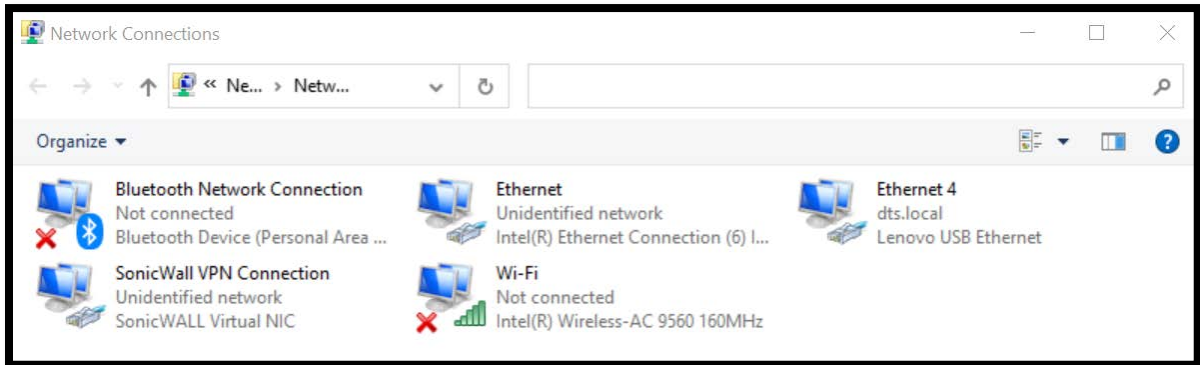 Network Connections
« Ne... › Netw...
Organize
Bluetooth Network Connection
Not connected
Bluetooth Device (Personal Area ...
Ethernet
Unidentified network
Intel(R) Ethernet Connection (6) I...
Ethernet 4
dts.local
Lenovo USB Ethernet
SonicWall VPN Connection
Unidentified network
SonicWALL Virtual NIC
Wi-Fi
Not connected
Intel(R) Wireless-AC 9560 160MHz